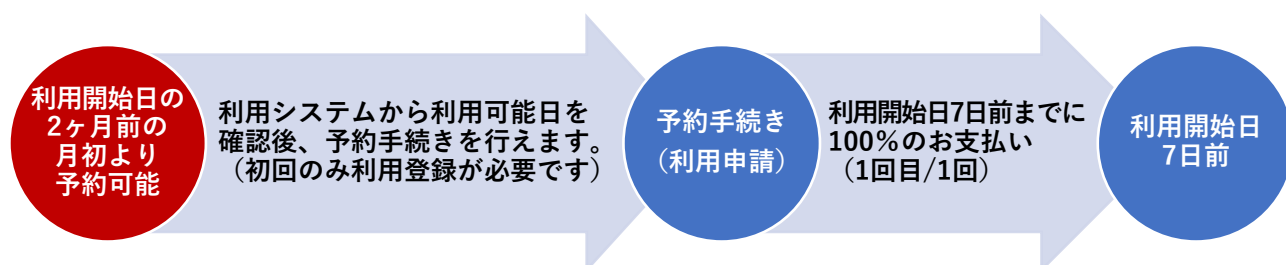 利用開始日の
2ヶ月前の
月初より
予約可能
利用システムから利用可能日を
確認後、予約手続きを行えます。
（初回のみ利用登録が必要です）
予約手続き
（利用申請）
利用開始日7日前までに
100％のお支払い
（1回目/1回）
利用開始日
7日前